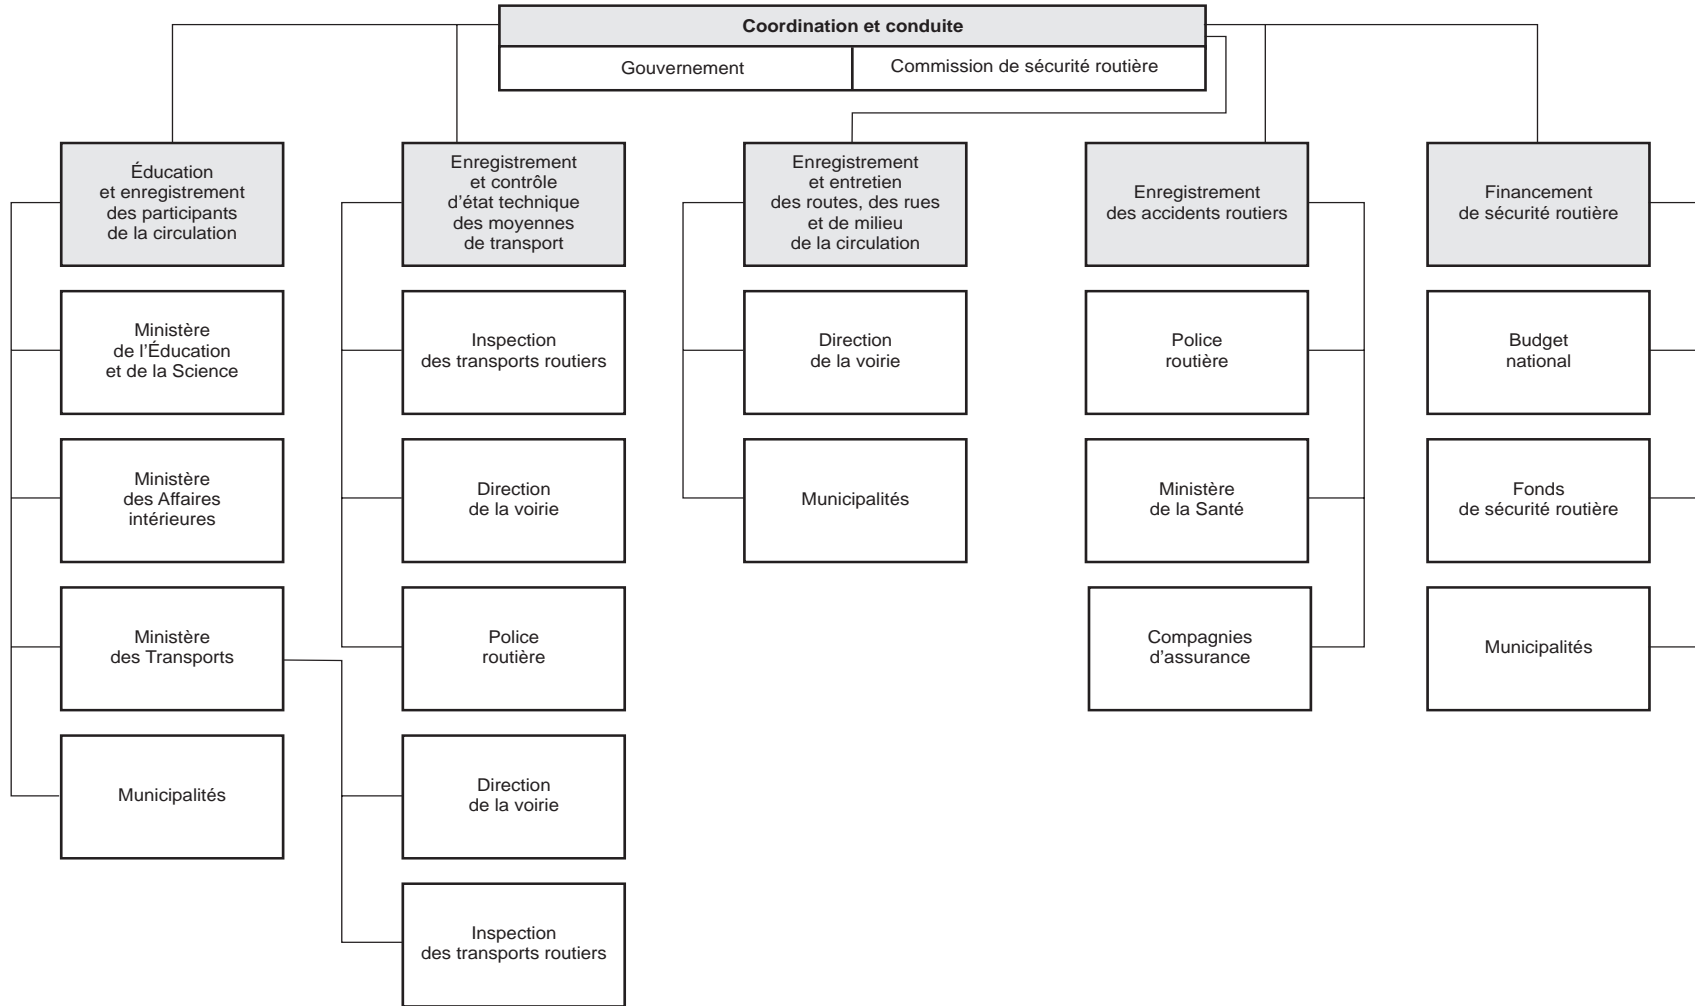 Coordination et conduite
Gouvernement
Commission de sécurité routière
Éducation
et enregistrement
des participants
de la circulation
Ministère
de l'Éducation
et de la Science
Ministère
des Affaires
intérieures
Ministère
des Transports
Municipalités
Enregistrement
et contrôle
d'état technique
des moyennes
de transport
Inspection
des transports routiers
Direction
de la voirie
Police
routière
Direction
de la voirie
Inspection
des transports routiers
Enregistrement
et entretien
des routes, des rues
et de milieu
de la circulation
Direction
de la voirie
Municipalités
Enregistrement
des accidents routiers
Police
routière
Ministère
de la Santé
Compagnies
d'assurance
Financement
de sécurité routière
Budget
national
Fonds
de sécurité routière
Municipalités